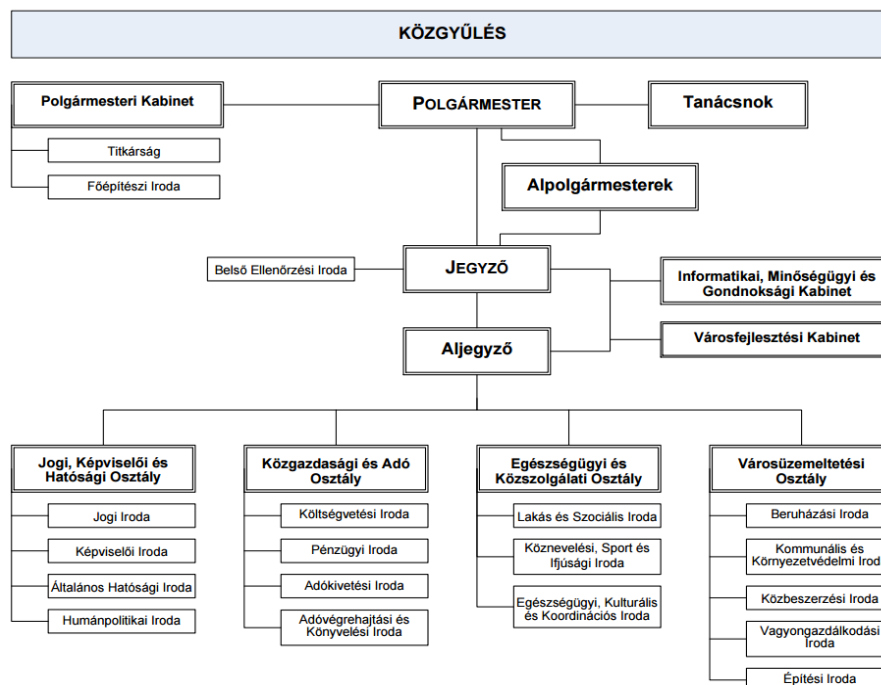 KÖZGYŰLÉS
Polgármesteri Kabinet
POLGÁRMESTER
Tanácsnok
Titkárság
Főépítészi Iroda
Alpolgármesterek
Belső Ellenőrzési Iroda
JEGYZŐ
Informatikai, Minőségügyi és
Gondnoksági Kabinet
Városfejlesztési Kabinet
Aljegyző
Jogi, Képviselői és
Hatósági Osztály
Jogi Iroda
Képviselői Iroda
Általános Hatósági Iroda
Humánpolitikai Iroda
Közgazdasági és Adó
Osztály
Költségvetési Iroda
Pénzügyi Iroda
Adókivetési Iroda
Adóvégrehajtási és
Könyvelési Iroda
Egészségügyi és
Közszolgálati Osztály
Lakás és Szociális Iroda
Köznevelési, Sport és
Ifjúsági Iroda
Egészségügyi, Kulturális
és Koordinációs Iroda
Városüzemeltetési
Osztály
Beruházási Iroda
Kommunális és
Környezetvédelmi Irod
Közbeszerzési Iroda
Vagyongazdálkodási
Iroda
Építési Iroda